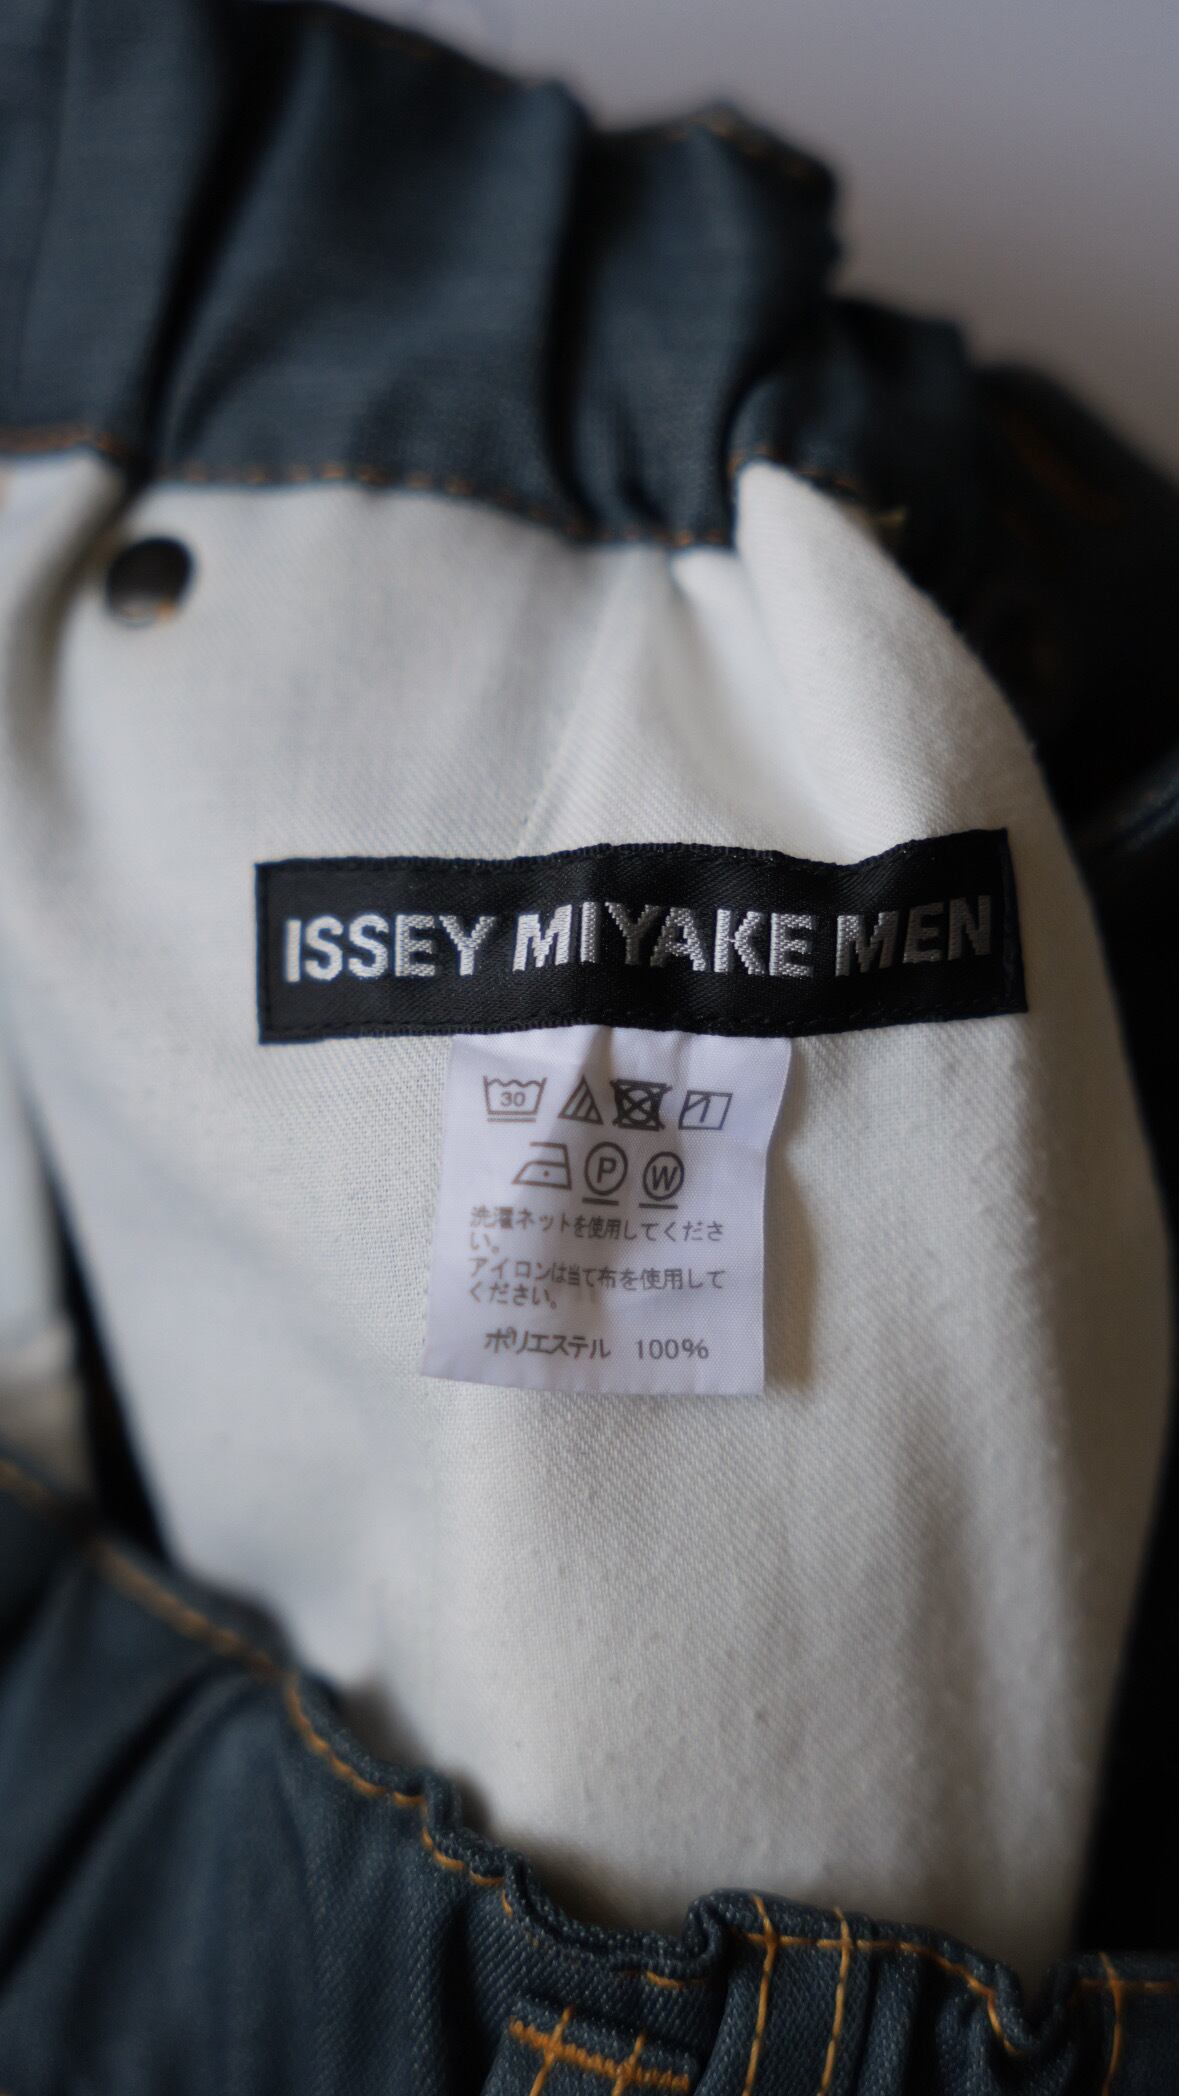 ISSEY MIYAKE MEN
30
P W
洗濯ネットを使用してくださ
い。
アイロンは当て布を使用して
ください。
ポリエステル 100%